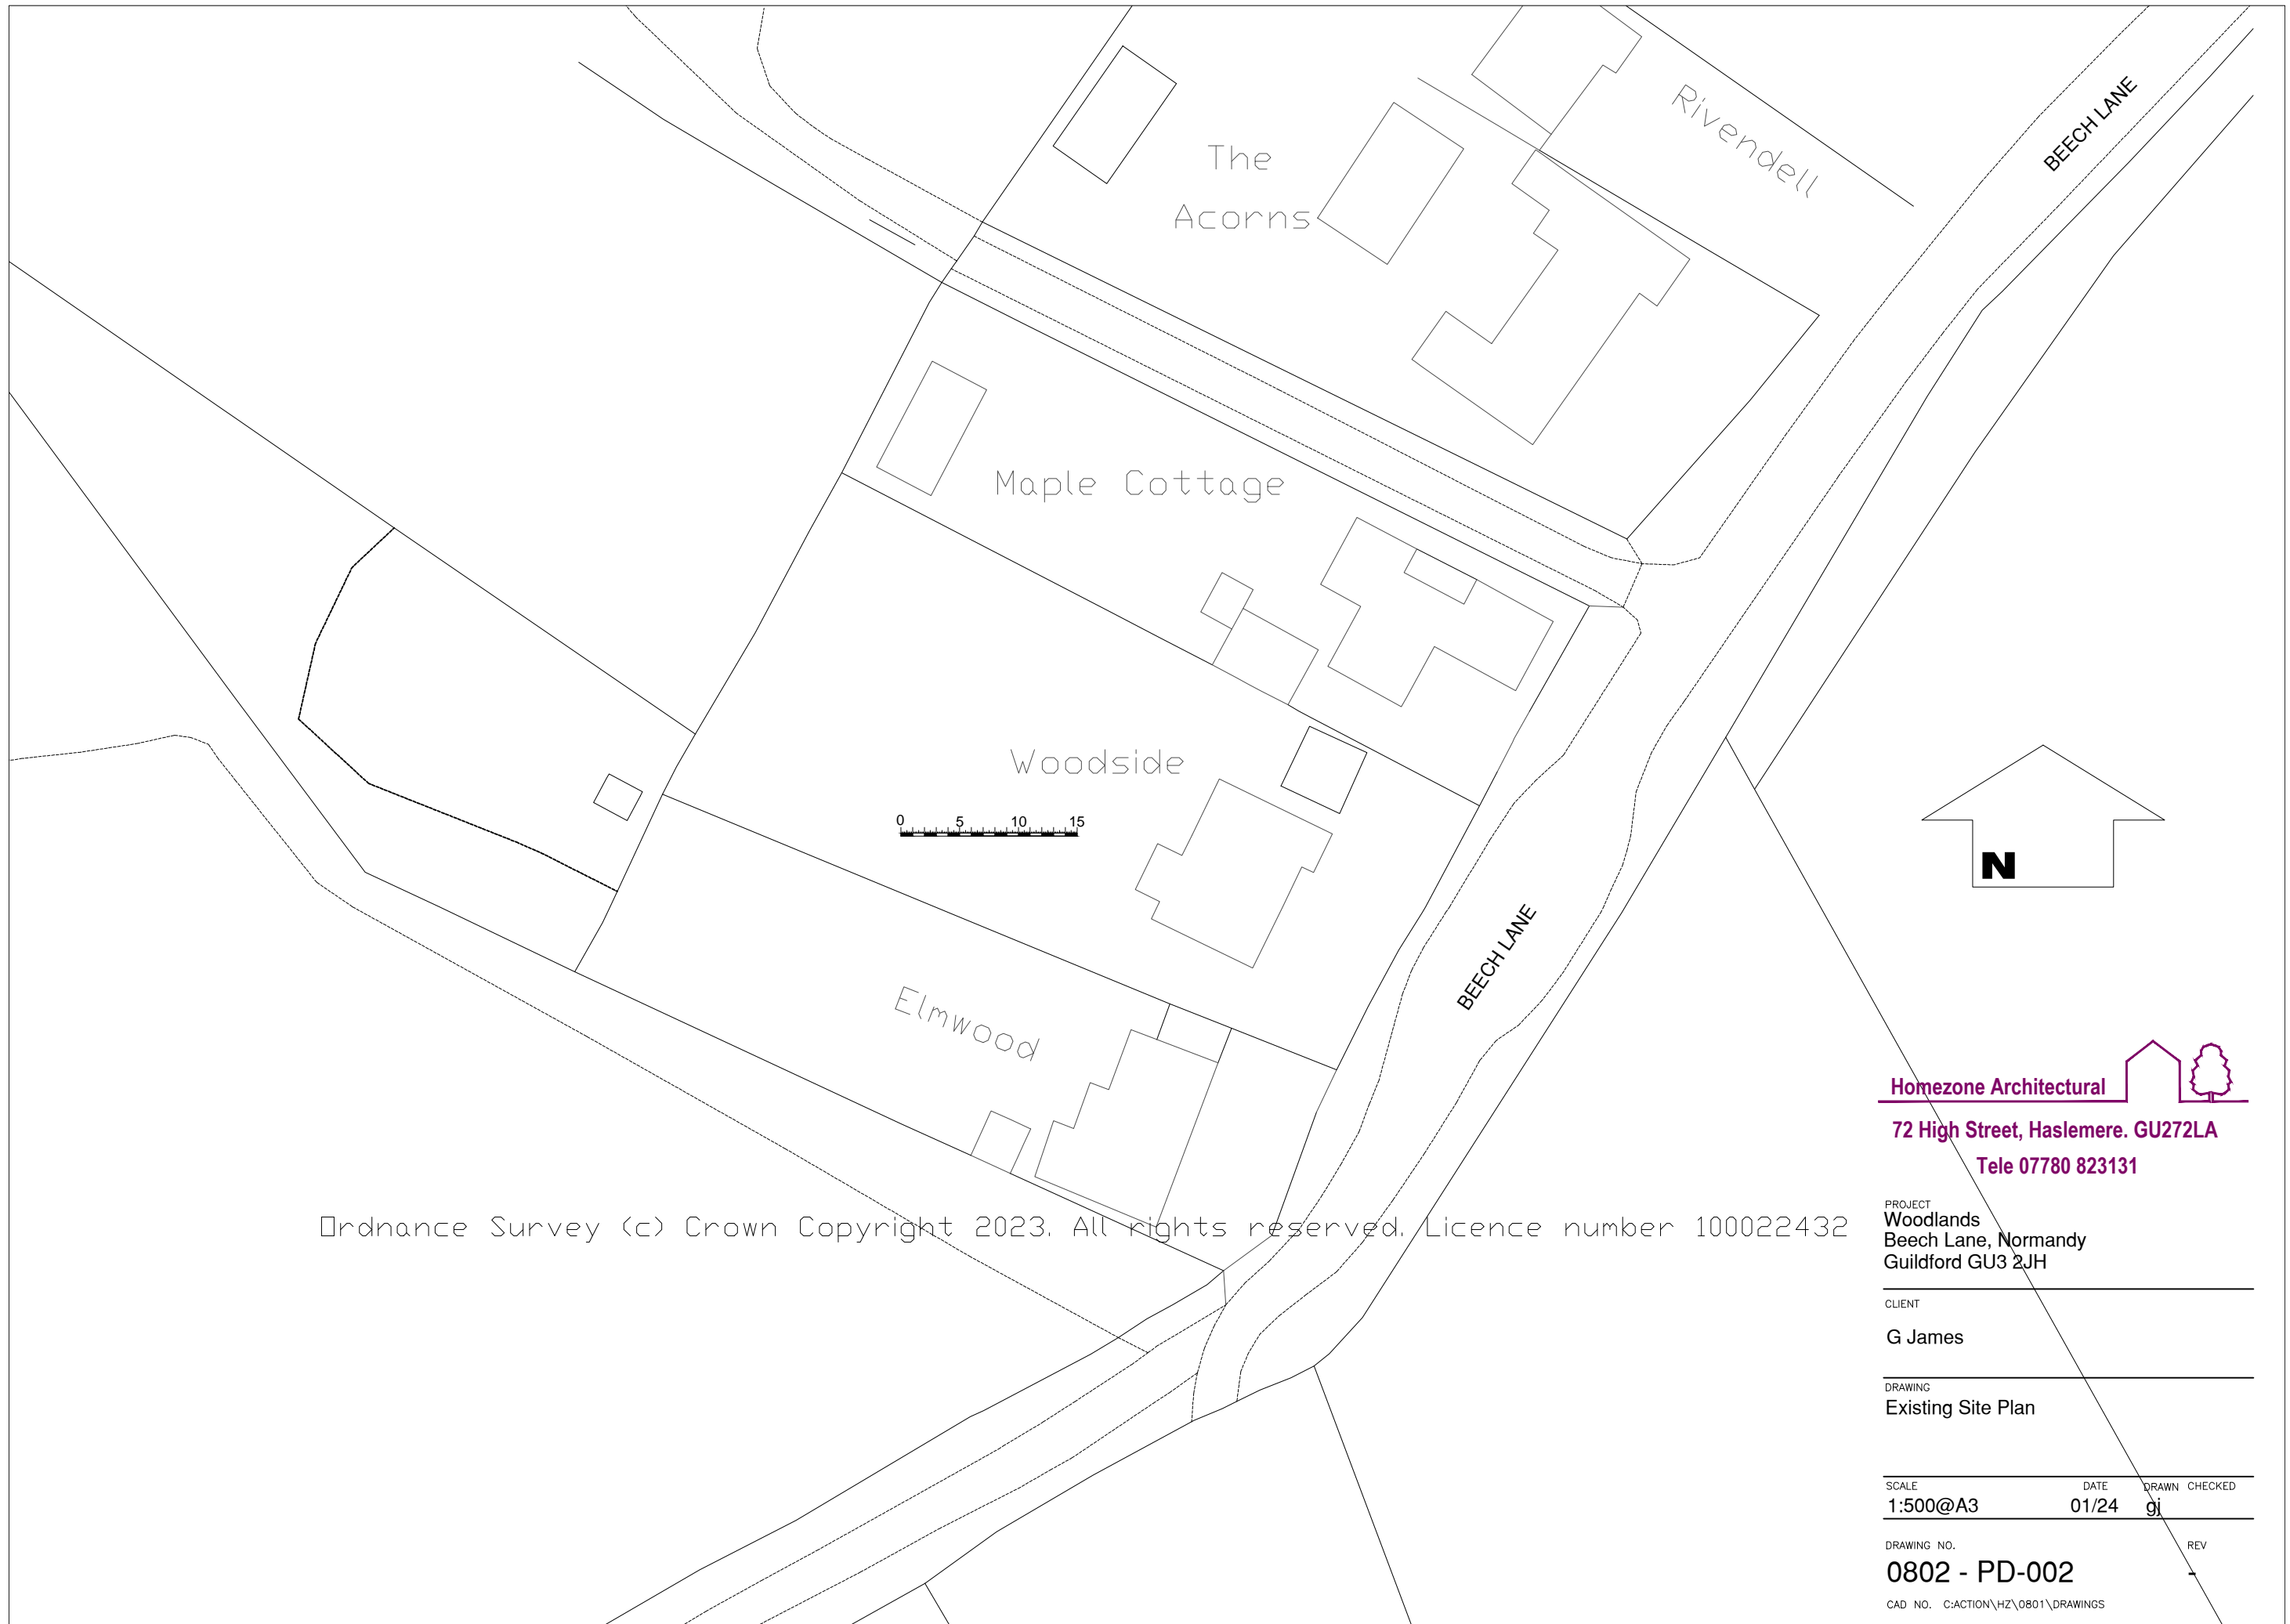 BEECH LANE
Rivendell
The
Acorns
Maple Cottage
Woodside
0 5 10 15
BEECH LANE
N
Elmwood
Homezone Architectural
72 High Street, Haslemere. GU272LA
Tele 07780 823131
Ordnance Survey (c) Crown Copyright 2023. All rights reserved. Licence number 100022432
PROJECT
Woodlands
Beech Lane, Normandy
Guildford GU3 2JH
CLIENT
G James
DRAWING
Existing Site Plan
SCALE DATE DRAWN CHECKED
1:500@A3 01/24 gj
DRAWING NO. REV
0802 - PD-002 -
CAD NO. C:ACTION\HZ\0801\DRAWINGS